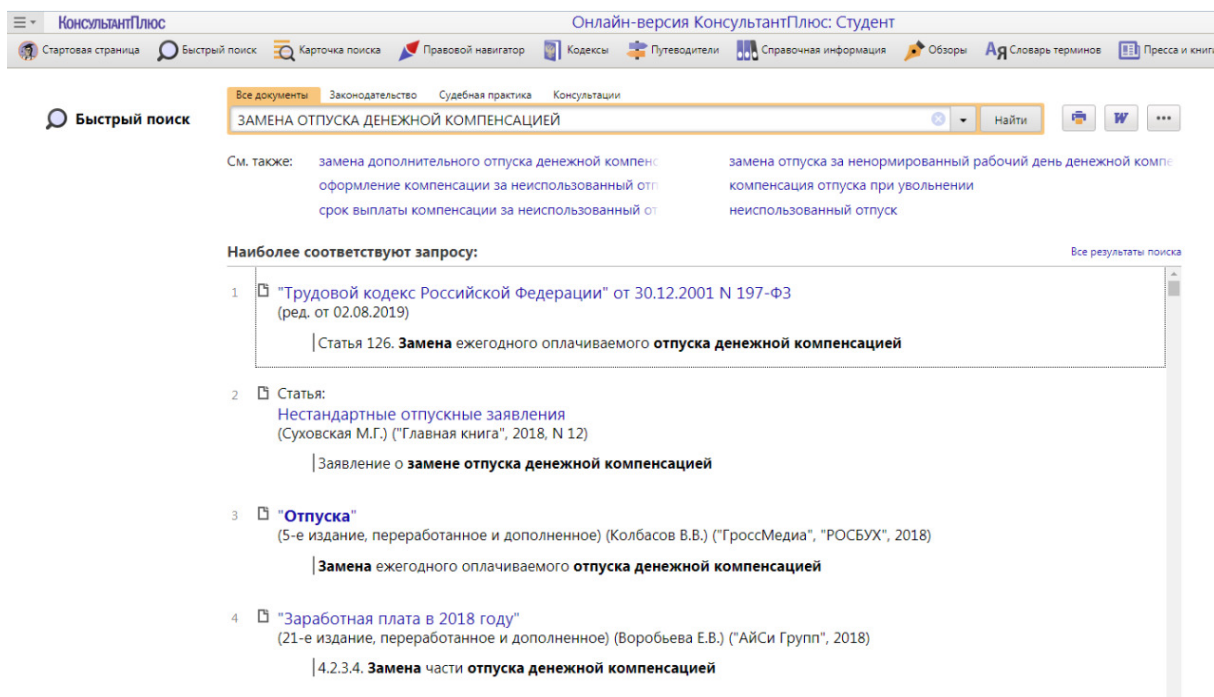 КонсультантПлюс Онлайн-версия КонсультантПлюс: Студент
Стартовая страница Быстрый поиск Карточка поиска Правовой навигатор Кодексы Путеводители Справочная информация Обзоры Словарь терминов Пресса и книги
Все документы Законодательство Судебная практика Консультации
Быстрый поиск ЗАМЕНА ОТПУСКА ДЕНЕЖНОЙ КОМПЕНСАЦИЕЙ Найти
См. также: замена дополнительного отпуска денежной компенс замена отпуска за ненормированный рабочий день денежной компе
оформление компенсации за неиспользованный отп компенсация отпуска при увольнении
срок выплаты компенсации за неиспользованный от неиспользованный отпуск
Наиболее соответствуют запросу: Все результаты поиска
1 "Трудовой кодекс Российской Федерации" от 30.12.2001 N 197-ФЗ
(ред. от 02.08.2019)
Статья 126. Замена ежегодного оплачиваемого отпуска денежной компенсацией
2 Статья:
Нестандартные отпускные заявления
(Суховская М.Г.) ("Главная книга", 2018, N 12)
Заявление о замене отпуска денежной компенсацией
3 "Отпуска"
(5-е издание, переработанное и дополненное) (Колбасов В.В.) ("ГроссМедиа", "РОСБУХ", 2018)
Замена ежегодного оплачиваемого отпуска денежной компенсацией
4 "Заработная плата в 2018 году"
(21-е издание, переработанное и дополненное) (Воробьева Е.В.) ("АйСи Групп", 2018)
4.2.3.4. Замена части отпуска денежной компенсацией